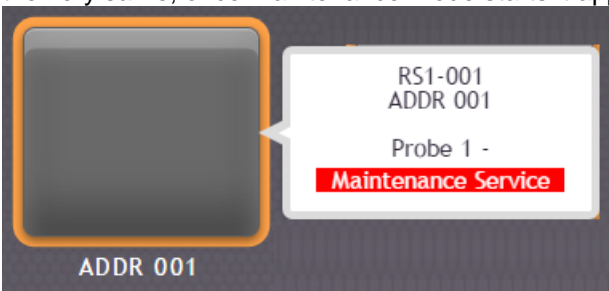 RS1-001
ADDR 001
Probe 1 -
Maintenance Service
ADDR 001